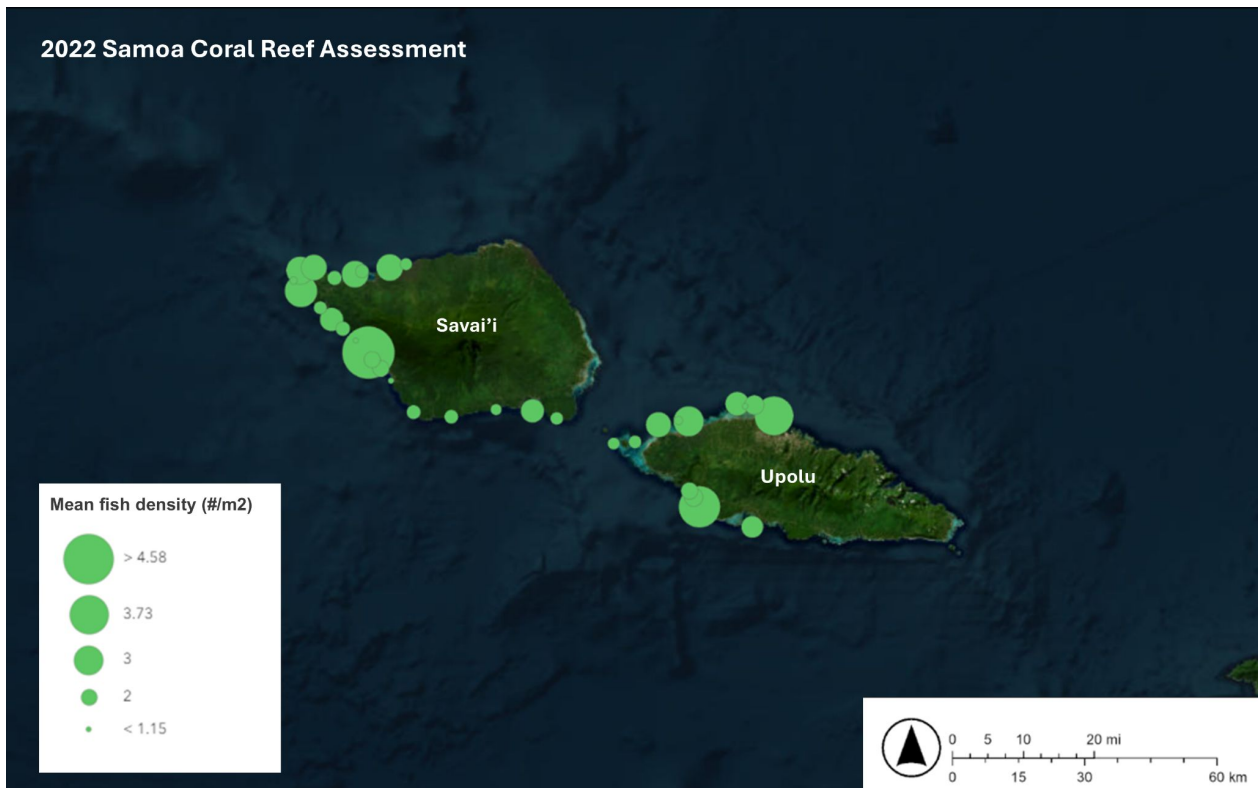 2022 Samoa Coral Reef Assessment
Savai’i
Upolu
Mean fish density (#/m2)
> 4.58
3.73
3
2
< 1.15
0 5 10 20 mi
0 15 30 60 km